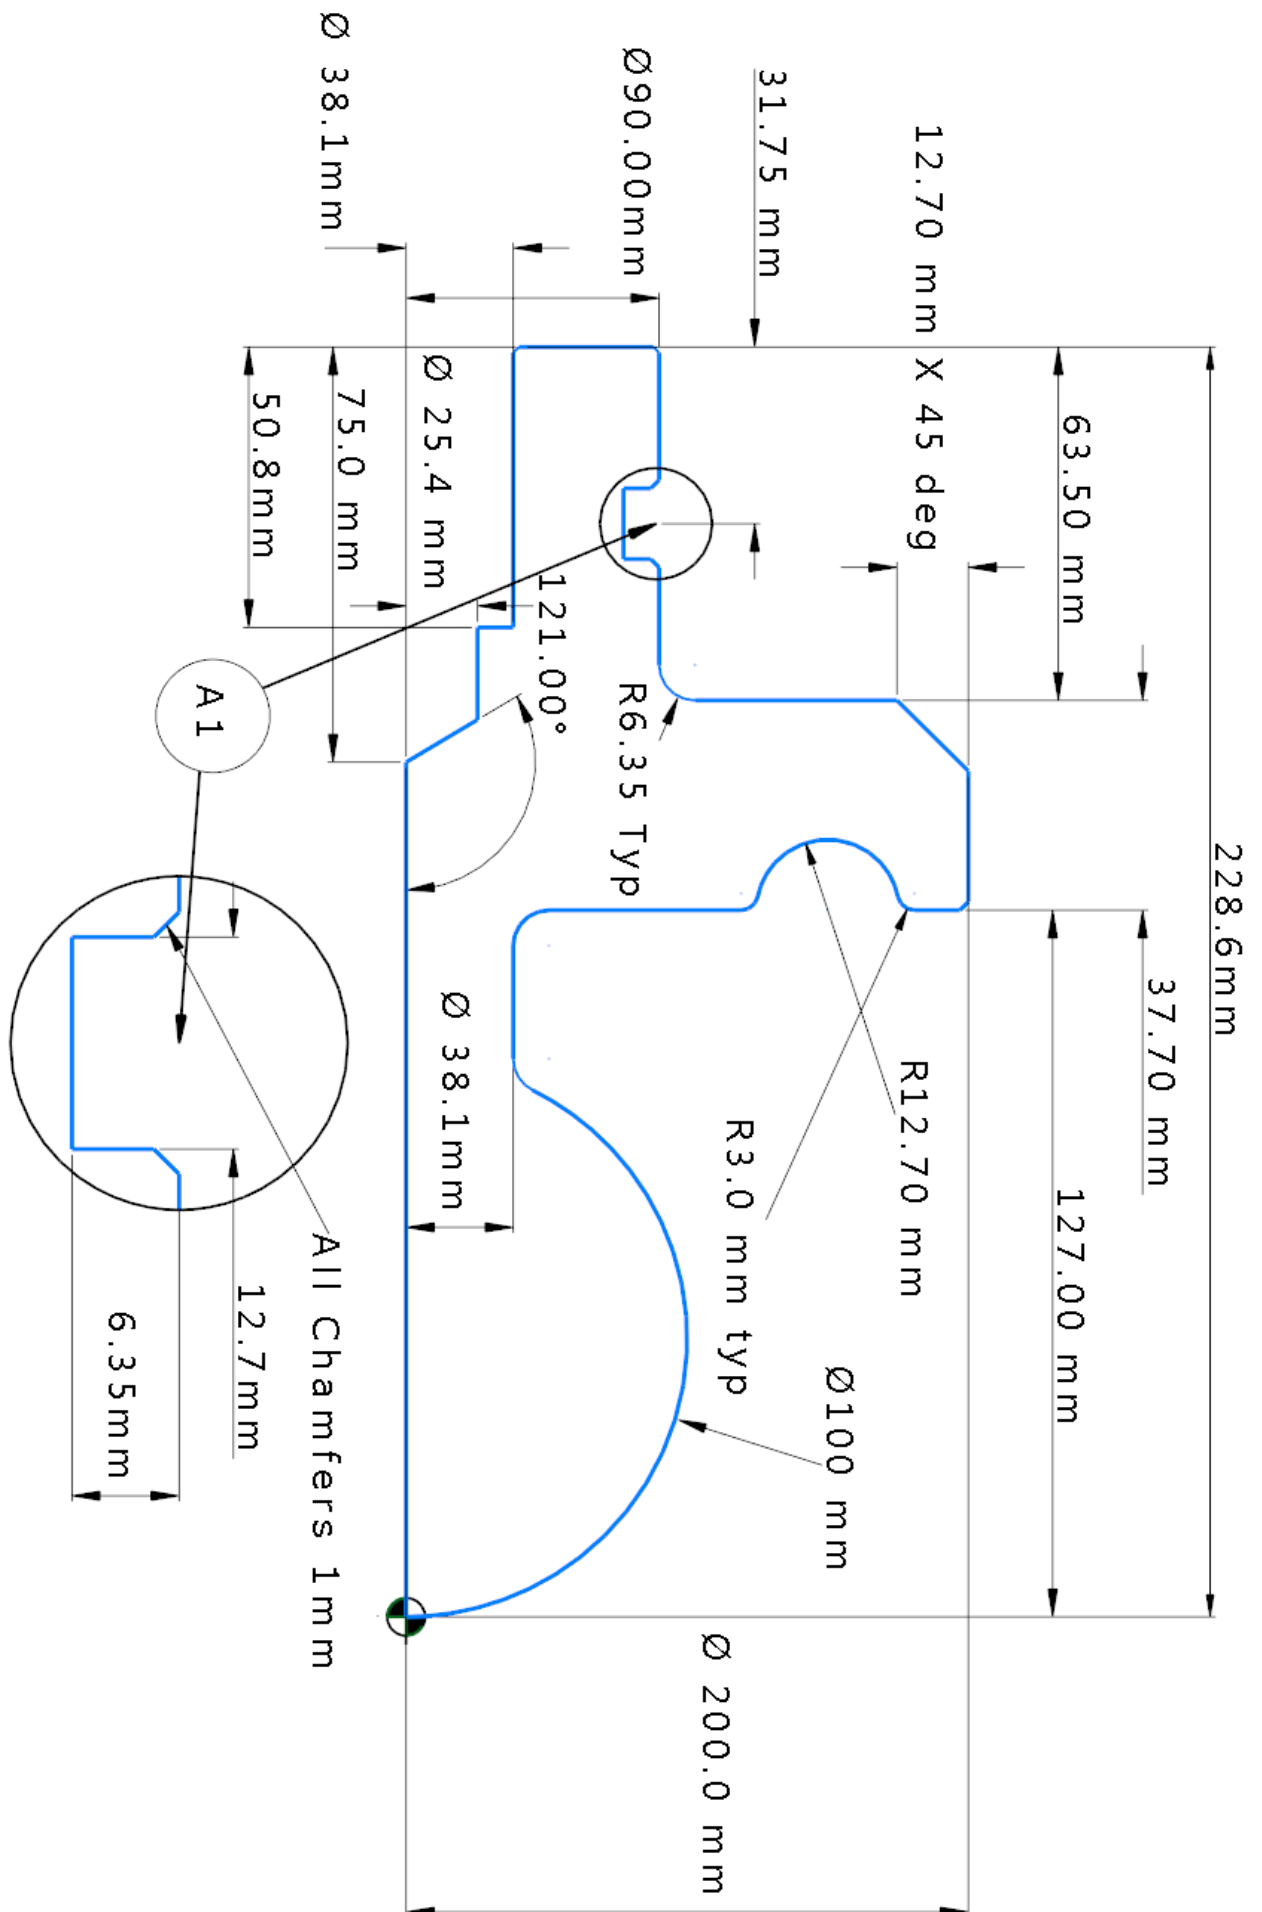 228.6mm
63.50 mm
37.70 mm
127.00 mm
12.70 mm X 45 deg
31.75 mm
Ø90.00mm
Ø 38.1mm
R12.70 mm
R3.0 mm typ
Ø100 mm
R6.35 Typ
121.00°
Ø 25.4 mm
75.0 mm
50.8mm
Ø 38.1mm
Ø 200.0 mm
A1
All Chamfers 1mm
12.7mm
6.35mm